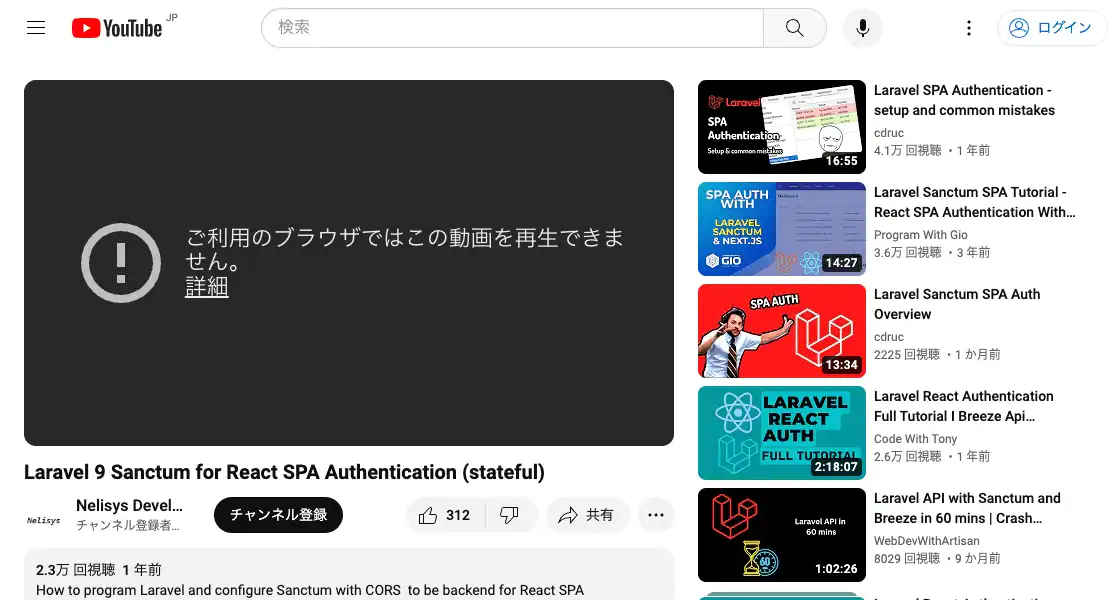 YouTube JP
検索
ログイン
ご利用のブラウザではこの動画を再生できま
せん。
詳細
Laravel 9 Sanctum for React SPA Authentication (stateful)
Nelisys
Nelisys Devel...
チャンネル登録者...
チャンネル登録
312
共有
2.3万 回視聴 1 年前
How to program Laravel and configure Sanctum with CORS to be backend for React SPA
Laravel
SPA
Authentication
Setup & common mistakes
16:55
Laravel SPA Authentication -
setup and common mistakes
cdruc
4.1万 回視聴 ・1 年前
SPA AUTH
WITH
LARAVEL
SANCTUM
& NEXT.JS
GIO
14:27
Laravel Sanctum SPA Tutorial -
React SPA Authentication With...
Program With Gio
3.6万 回視聴 ・3 年前
SPA AUTH
13:34
Laravel Sanctum SPA Auth
Overview
cdruc
2225 回視聴 ・1 か月前
LARAVEL
REACT
AUTH
FULL TUTORIAL
2:18:07
Laravel React Authentication
Full Tutorial I Breeze Api...
Code With Tony
2.6万 回視聴 ・1 年前
Laravel API in
60 mins
60
1:02:26
Laravel API with Sanctum and
Breeze in 60 mins | Crash...
WebDevWithArtisan
8029 回視聴 ・9 か月前